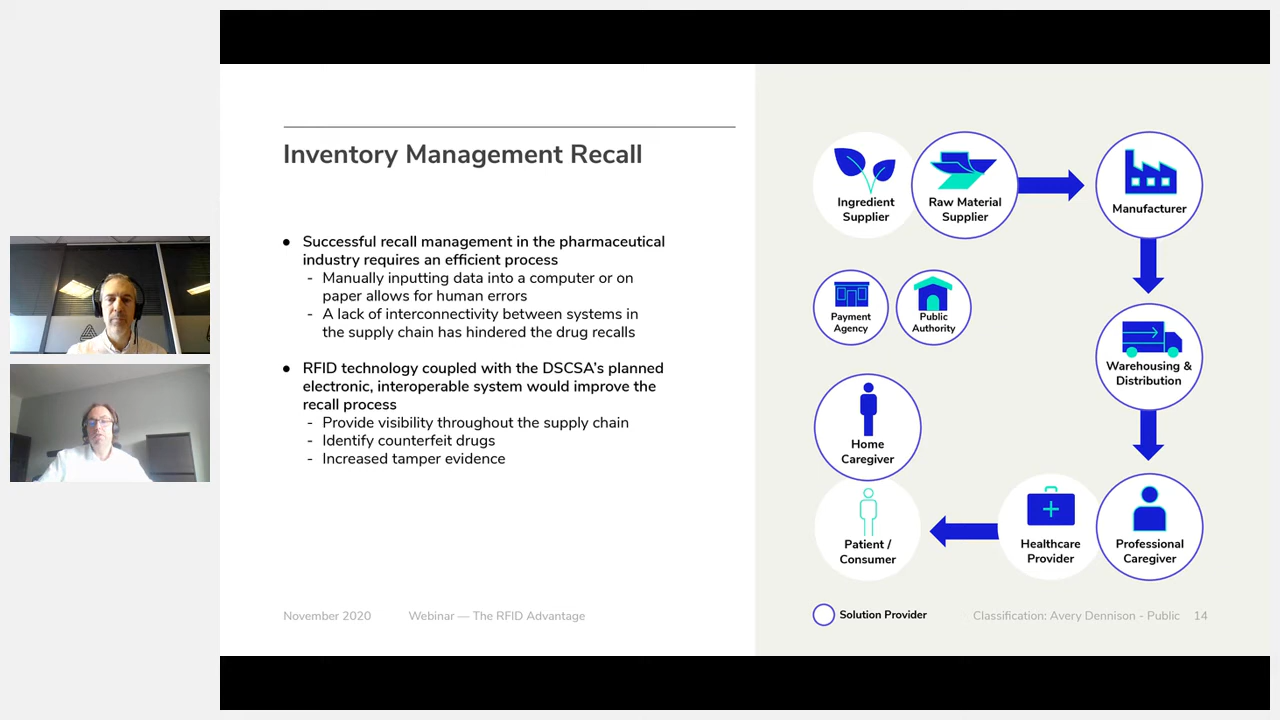 Inventory Management Recall
● Successful recall management in the pharmaceutical
industry requires an efficient process
- Manually inputting data into a computer or on
paper allows for human errors
- A lack of interconnectivity between systems in
the supply chain has hindered the drug recalls
● RFID technology coupled with the DSCSA's planned
electronic, interoperable system would improve the
recall process
- Provide visibility throughout the supply chain
- Identify counterfeit drugs
- Increased tamper evidence
Ingredient
Supplier
Raw Material
Supplier
Manufacturer
Payment
Agency
Public
Authority
Warehousing &
Distribution
Home
Caregiver
Patient /
Consumer
Healthcare
Provider
Professional
Caregiver
Solution Provider
November 2020
Webinar — The RFID Advantage
Classification: Avery Dennison - Public
14